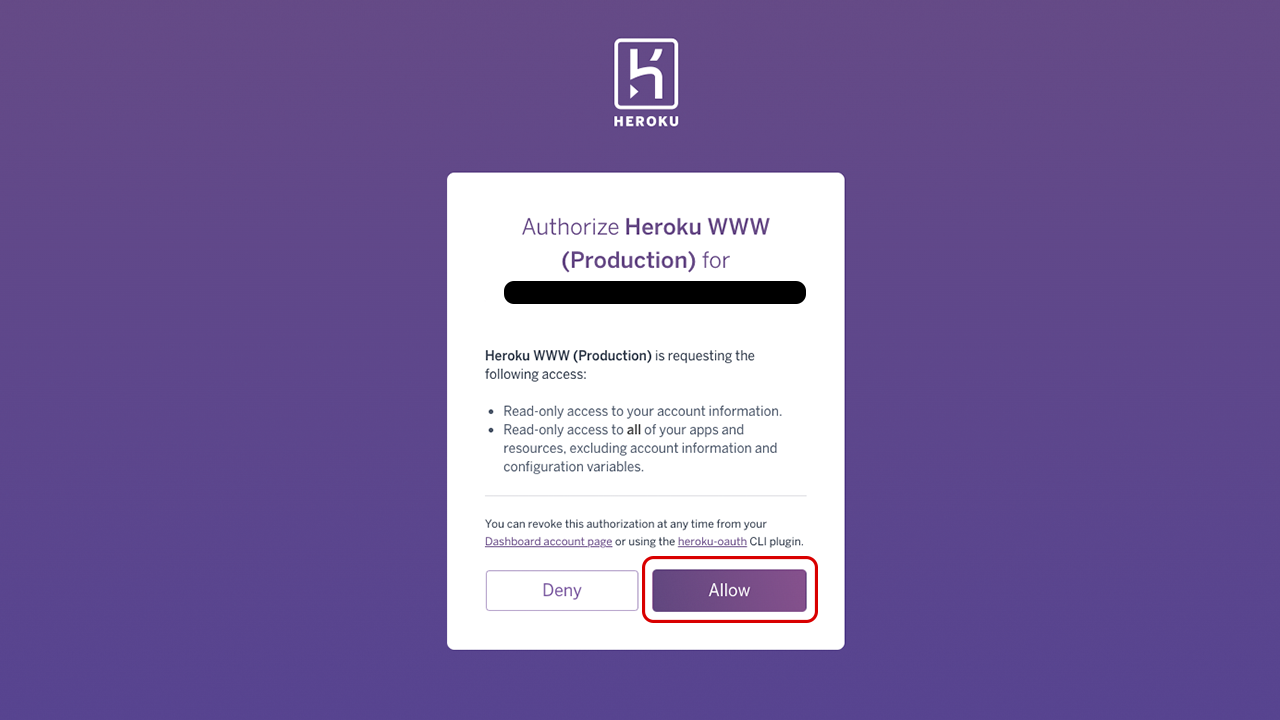 HEROKU
Authorize Heroku WWW
(Production) for
Heroku WWW (Production) is requesting the
following access:
• Read-only access to your account information.
• Read-only access to all of your apps and
resources, excluding account information and
configuration variables.
You can revoke this authorization at any time from your
Dashboard account page or using the heroku-oauth CLI plugin.
Deny
Allow